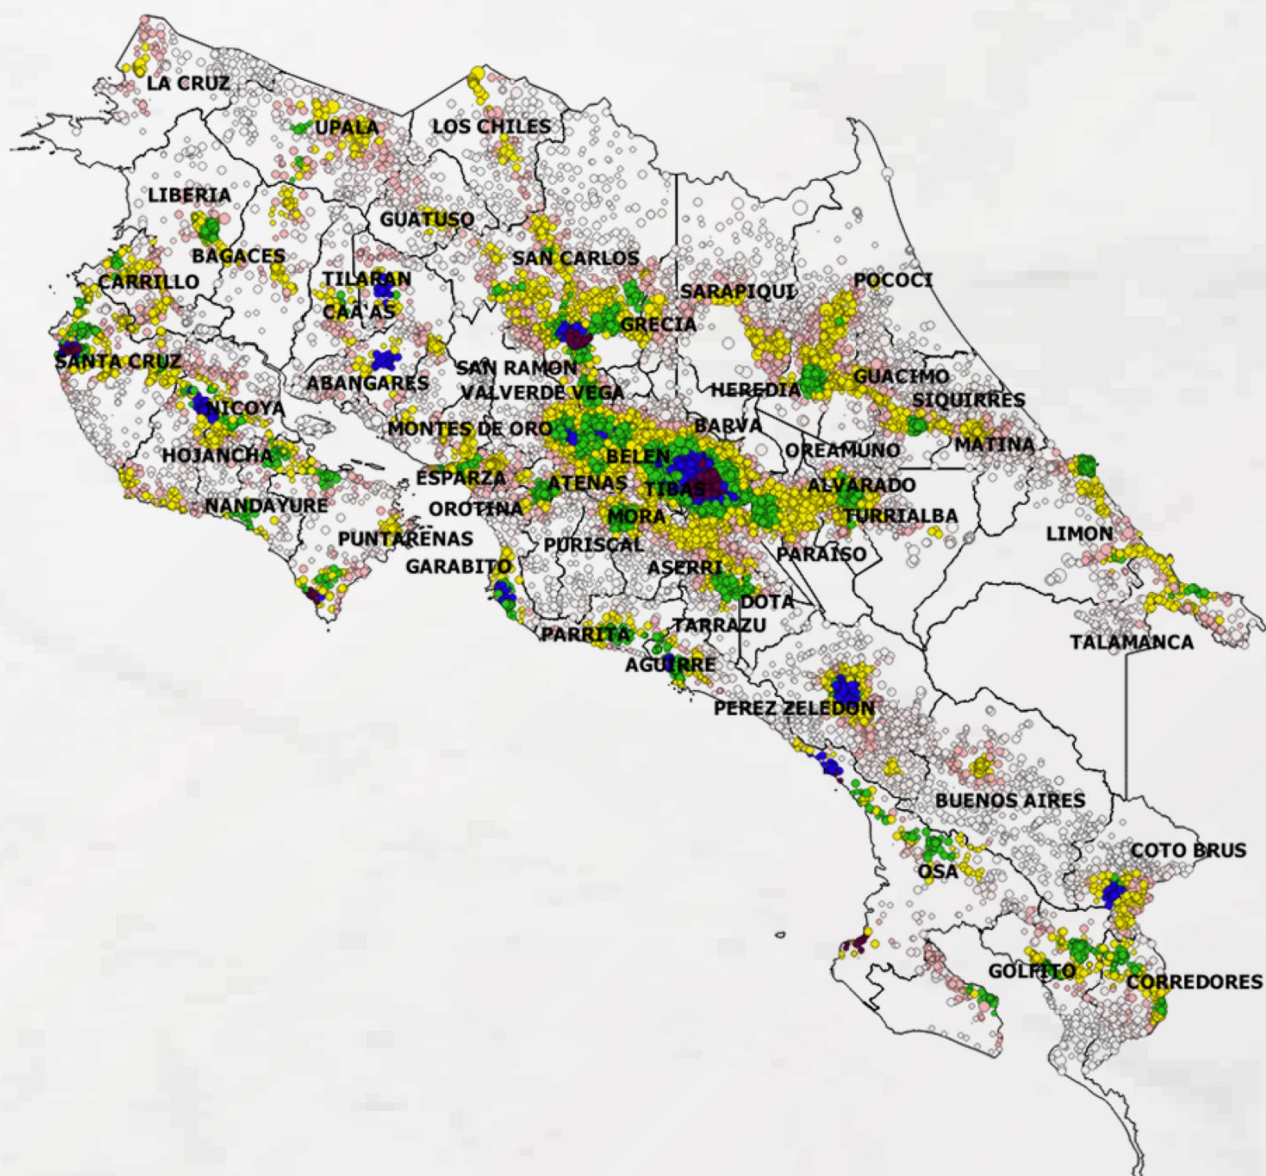 LA CRUZ
UPALA
LOS CHILES
LIBERIA
GUATUSO
BAGACES
SAN CARLOS
CARRILLO
TILARAN
POCOCI
SARAPIQUI
CAA'AS
GRECIA
SANTA CRUZ
SAN RAMON
GUACIMO
ABANGARES
VALVERDE VEGA
HEREDIA
SIQUIRRES
NICOYA
MONTES DE ORO
BARVA
MATINA
HOJANCHA
BELEN
OREAMUNO
ESPARZA
ATENAS
TIBAS
ALVARADO
NANDAYURE
OROTINA
MORA
TURRIALBA
PUNTARENAS
PURISCAL
LIMON
GARABITO
ASERRI
PARAISO
DOTA
PARRITA
TARRAZU
TALAMANCA
AGUIRRE
PEREZ ZELEDON
BUENOS AIRES
COTO BRUS
OSA
GOLFITO
CORREDORES